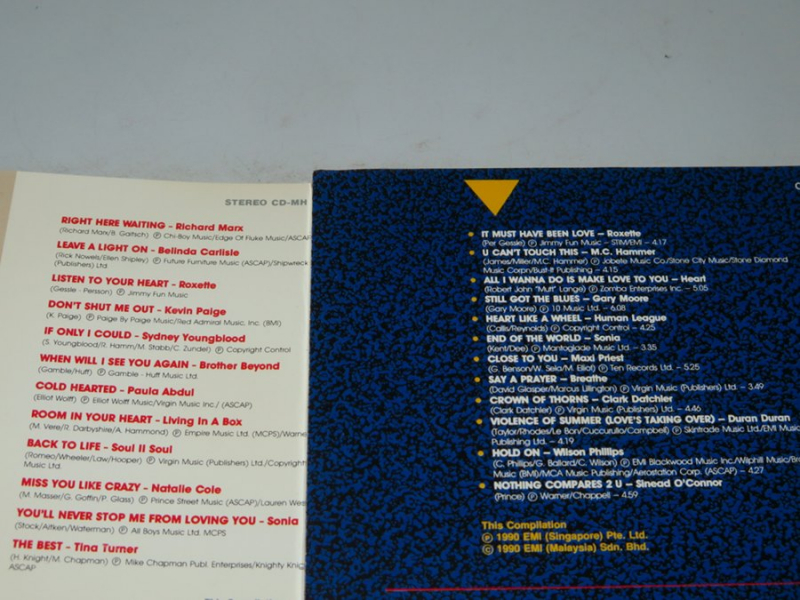 STEREO CD-MH
RIGHT HERE WAITING - Richard Marx
(Richard Marx/B. Gaitsch) Ⓟ Chi-Boy Music/Edge Of Fluke Music/ASCAP
LEAVE A LIGHT ON - Belinda Carlisle
(Rick Nowels/Ellen Shipley) Ⓟ Future Furniture Music (ASCAP)/Shipwreck
(Publishers) Ltd
LISTEN TO YOUR HEART - Roxette
(Gessle - Persson) Ⓟ Jimmy Fun Music
DON'T SHUT ME OUT - Kevin Paige
(K. Paige) Ⓟ Paige By Paige Music/Red Admiral Music Inc. (BMI)
IF ONLY I COULD - Sydney Youngblood
(S. Youngblood/R. Hamm/M. Stabb/C. Zundel) Ⓟ Copyright Control
WHEN WILL I SEE YOU AGAIN - Brother Beyond
(Gamble/Huff) Ⓟ Gamble - Huff Music Ltd.
COLD HEARTED - Paula Abdul
(Elliot Wolff) Ⓟ Elliot Wolff Music/Virgin Music Inc./ (ASCAP)
ROOM IN YOUR HEART - Living In A Box
(M. Vere/R. Darbyshire/A. Hammond) Ⓟ Empire Music Ltd. (MCPS)/Warne
BACK TO LIFE - Soul II Soul
(Romeo/Wheeler/Law/Hooper) Ⓟ Virgin Music (Publishers) Ltd./Copyright
Music Ltd.
MISS YOU LIKE CRAZY - Natalie Cole
(M. Masser/G. Goffin/P. Glass) Ⓟ Prince Street Music (ASCAP)/Lauren Wes
YOU'LL NEVER STOP ME FROM LOVING YOU - Sonia
(Stock/Aitken/Waterman) Ⓟ All Boys Music Ltd. MCPS
THE BEST - Tina Turner
(H. Knight/M. Chapman) Ⓟ Mike Chapman Publ. Enterprises/Knighty Knig
ASCAP
IT MUST HAVE BEEN LOVE – Roxette
(Per Gessle) Ⓟ Jimmy Fun Music – STIM/EMI – 4.17
U CAN'T TOUCH THIS – M.C. Hammer
(James/Miller/M.C. Hammer) Ⓟ Jobete Music Co./Stone City Music/Stone Diamond
Music Corpn/Bust-It Publishing – 4.15
ALL I WANNA DO IS MAKE LOVE TO YOU – Heart
(Robert John "Mutt" Lange) Ⓟ Zomba Enterprises Inc. – 5.05
STILL GOT THE BLUES – Gary Moore
(Gary Moore) Ⓟ 10 Music Ltd. – 6.08
HEART LIKE A WHEEL – Human League
(Callis/Reynolds) Ⓟ Copyright Control – 4.25
END OF THE WORLD – Sonia
(Kent/Dee) Ⓟ Mantoglade Music Ltd. – 3.35
CLOSE TO YOU – Maxi Priest
(G. Benson/W. Sela/M. Elliot) Ⓟ Ten Records Ltd. – 5.25
SAY A PRAYER – Breathe
(David Glasper/Marcus Lillington) Ⓟ Virgin Music (Publishers) Ltd. – 3.49
CROWN OF THORNS – Clark Datchler
(Clark Datchler) Ⓟ Virgin Music (Publishers) Ltd. – 4.46
VIOLENCE OF SUMMER (LOVE'S TAKING OVER) – Duran Duran
(Taylor/Rhodes/Le Bon/Cuccurullo/Campbell) Ⓟ Skintrade Music Ltd/EMI Music
Publishing Ltd. – 4.19
HOLD ON – Wilson Phillips
(C. Phillips/G. Ballard/C. Wilson) Ⓟ EMI Blackwood Music Inc/Wilphill Music/Br
Music (BMI)/MCA Music Publishing/Aerostation Corp. (ASCAP) – 4.27
NOTHING COMPARES 2 U – Sinead O'Connor
(Prince) Ⓟ Warner/Chappell – 4.59
This Compilation
Ⓟ 1990 EMI (Singapore) Pte. Ltd.
© 1990 EMI (Malaysia) Sdn. Bhd.